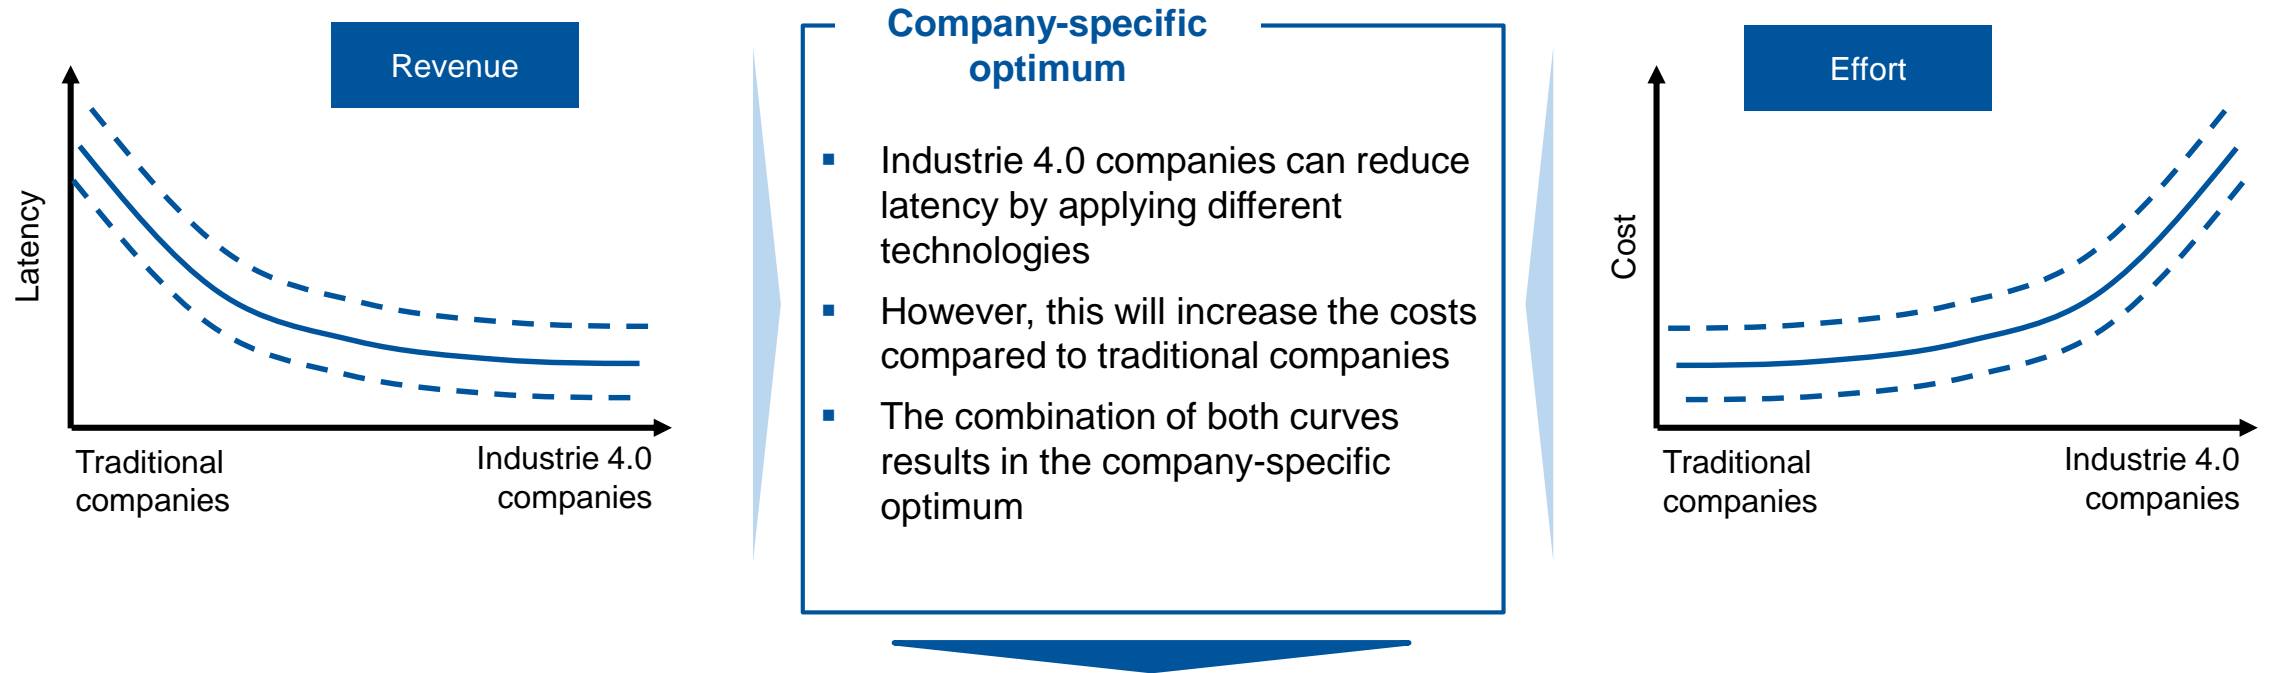 Revenue
Latency
Traditional
companies
Industrie 4.0
companies
Company-specific
optimum
▪ Industrie 4.0 companies can reduce
latency by applying different
technologies
▪ However, this will increase the costs
compared to traditional companies
▪ The combination of both curves
results in the company-specific
optimum
Effort
Cost
Traditional
companies
Industrie 4.0
companies